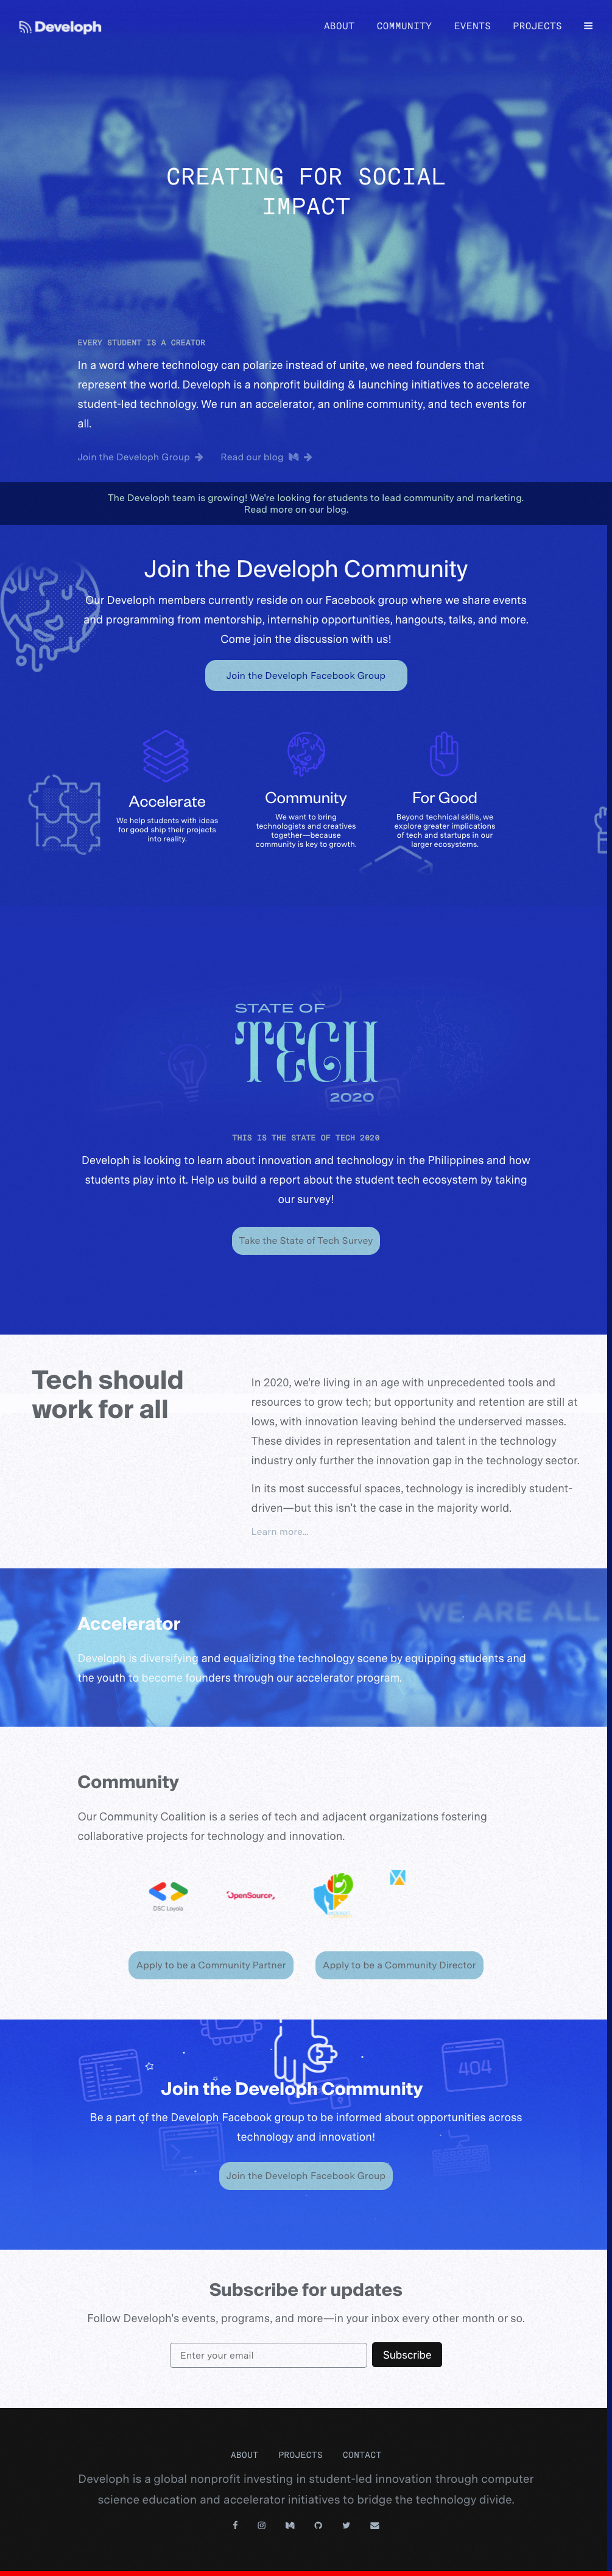 Developh
ABOUT COMMUNITY EVENTS PROJECTS
WE ARE A
CREATING FOR SOCIAL
IMPACT
EVERY STUDENT IS A CREATOR
In a word where technology can polarize instead of unite, we need founders that
represent the world. Developh is a nonprofit building & launching initiatives to accelerate
student-led technology. We run an accelerator, an online community, and tech events for
all.
Join the Developh Group
Read our blog
The Developh team is growing! We're looking for students to lead community and marketing.
Read more on our blog.
Join the Developh Community
Our Developh members currently reside on our Facebook group where we share events
and programming from mentorship, internship opportunities, hangouts, talks, and more.
Come join the discussion with us!
Join the Developh Facebook Group
Accelerate
We help students with ideas
for good ship their projects
into reality.
Community
We want to bring
technologists and creatives
together—because
community is key to growth.
For Good
Beyond technical skills, we
explore greater implications
of tech and startups in our
larger ecosystems.
STATE OF
TECH
2020
THIS IS THE STATE OF TECH 2020
Developh is looking to learn about innovation and technology in the Philippines and how
students play into it. Help us build a report about the student tech ecosystem by taking
our survey!
Take the State of Tech Survey
Tech should
work for all
In 2020, we're living in an age with unprecedented tools and
resources to grow tech; but opportunity and retention are still at
lows, with innovation leaving behind the underserved masses.
These divides in representation and talent in the technology
industry only further the innovation gap in the technology sector.
In its most successful spaces, technology is incredibly student-
driven—but this isn't the case in the majority world.
Learn more...
WE ARE ALL
Accelerator
Developh is diversifying and equalizing the technology scene by equipping students and
the youth to become founders through our accelerator program.
Community
Our Community Coalition is a series of tech and adjacent organizations fostering
collaborative projects for technology and innovation.
DSC Loyola
OpenSource
Apply to be a Community Partner
Apply to be a Community Director
404
Join the Developh Community
Be a part of the Developh Facebook group to be informed about opportunities across
technology and innovation!
Join the Developh Facebook Group
Subscribe for updates
Follow Developh's events, programs, and more—in your inbox every other month or so.
Enter your email
Subscribe
ABOUT PROJECTS CONTACT
Developh is a global nonprofit investing in student-led innovation through computer
science education and accelerator initiatives to bridge the technology divide.